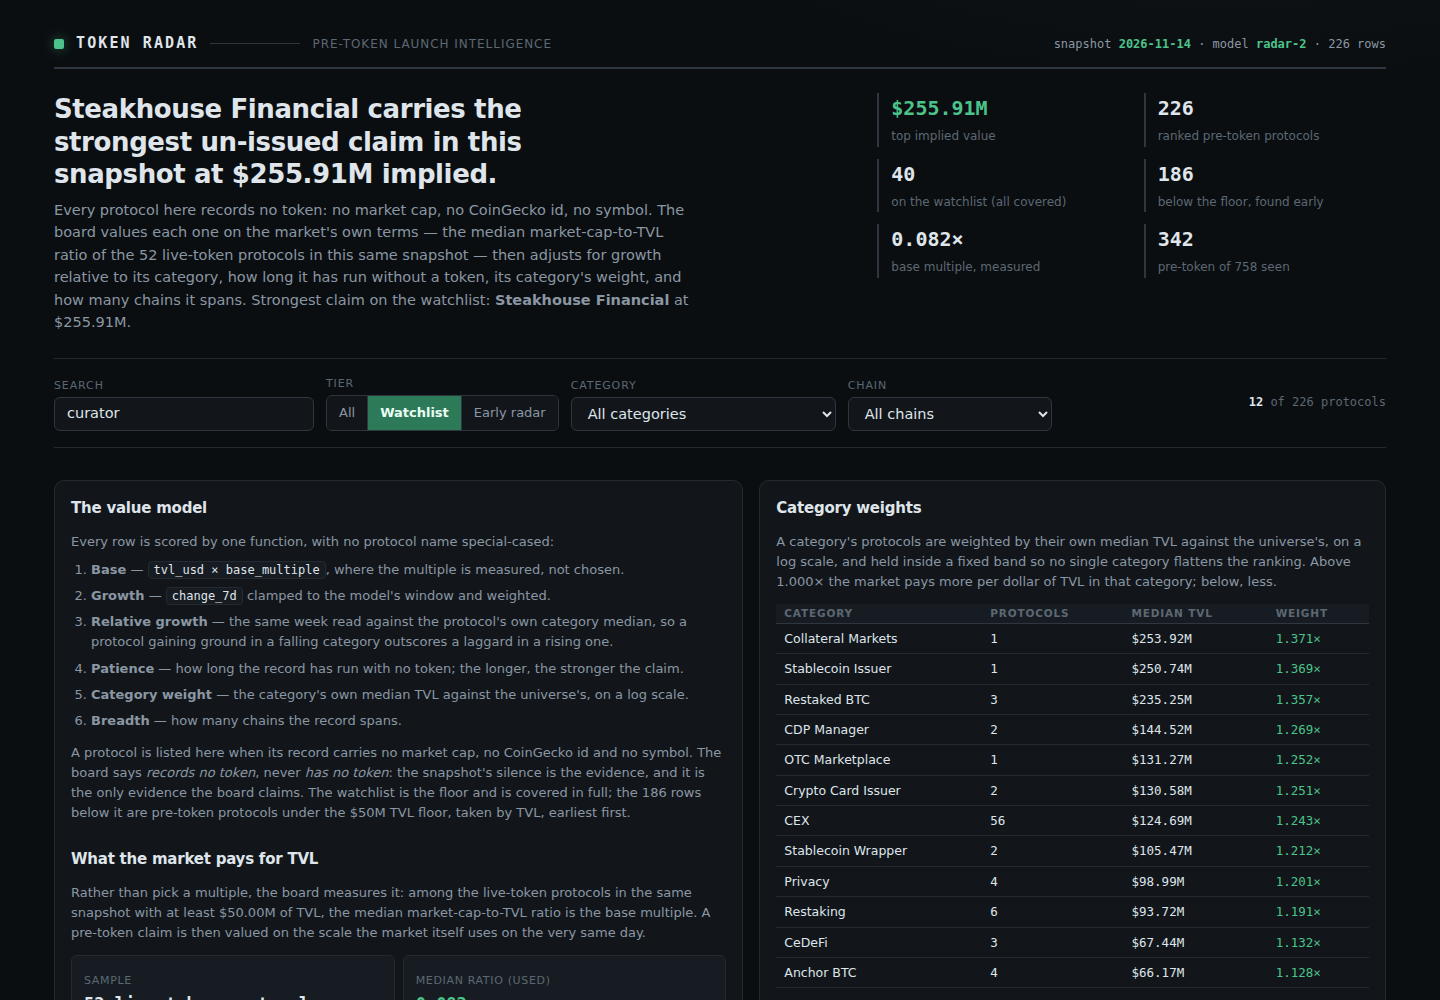 TOKEN RADAR
PRE-TOKEN LAUNCH INTELLIGENCE
snapshot 2026-11-14 · model radar-2 · 226 rows
Steakhouse Financial carries the
strongest un-issued claim in this
snapshot at $255.91M implied.
Every protocol here records no token: no market cap, no CoinGecko id, no symbol. The
board values each one on the market's own terms — the median market-cap-to-TVL
ratio of the 52 live-token protocols in this same snapshot — then adjusts for growth
relative to its category, how long it has run without a token, its category's weight, and
how many chains it spans. Strongest claim on the watchlist: Steakhouse Financial at
$255.91M.
$255.91M
top implied value
226
ranked pre-token protocols
40
on the watchlist (all covered)
186
below the floor, found early
0.082×
base multiple, measured
342
pre-token of 758 seen
SEARCH
curator
TIER
All Watchlist Early radar
CATEGORY
All categories
CHAIN
All chains
12 of 226 protocols
The value model
Every row is scored by one function, with no protocol name special-cased:
1. Base — tvl_usd × base_multiple, where the multiple is measured, not chosen.
2. Growth — change_7d clamped to the model's window and weighted.
3. Relative growth — the same week read against the protocol's own category median, so a
protocol gaining ground in a falling category outscores a laggard in a rising one.
4. Patience — how long the record has run with no token; the longer, the stronger the claim.
5. Category weight — the category's own median TVL against the universe's, on a log scale.
6. Breadth — how many chains the record spans.
A protocol is listed here when its record carries no market cap, no CoinGecko id and no symbol. The
board says records no token, never has no token: the snapshot's silence is the evidence, and it is
the only evidence the board claims. The watchlist is the floor and is covered in full; the 186 rows
below it are pre-token protocols under the $50M TVL floor, taken by TVL, earliest first.
What the market pays for TVL
Rather than pick a multiple, the board measures it: among the live-token protocols in the same
snapshot with at least $50.00M of TVL, the median market-cap-to-TVL ratio is the base multiple. A
pre-token claim is then valued on the scale the market itself uses on the very same day.
SAMPLE
MEDIAN RATIO (USED)
Category weights
A category's protocols are weighted by their own median TVL against the universe's, on a
log scale, and held inside a fixed band so no single category flattens the ranking. Above
1.000× the market pays more per dollar of TVL in that category; below, less.
CATEGORY PROTOCOLS MEDIAN TVL WEIGHT
Collateral Markets 1 $253.92M 1.371×
Stablecoin Issuer 1 $250.74M 1.369×
Restaked BTC 3 $235.25M 1.357×
CDP Manager 2 $144.52M 1.269×
OTC Marketplace 1 $131.27M 1.252×
Crypto Card Issuer 2 $130.58M 1.251×
CEX 56 $124.69M 1.243×
Stablecoin Wrapper 2 $105.47M 1.212×
Privacy 4 $98.99M 1.201×
Restaking 6 $93.72M 1.191×
CeDeFi 3 $67.44M 1.132×
Anchor BTC 4 $66.17M 1.128×